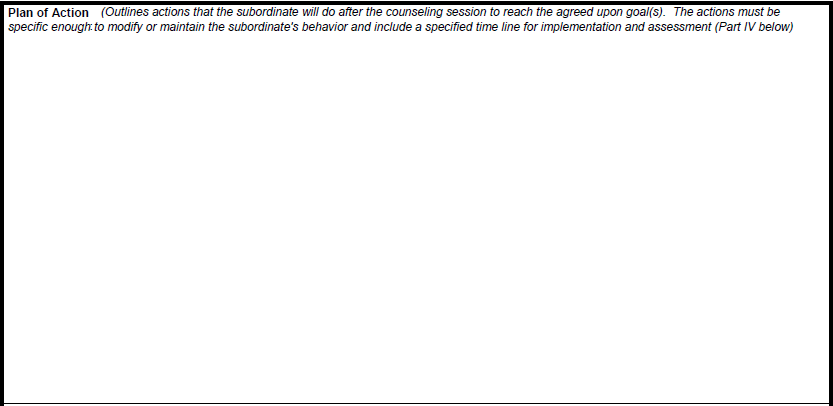 Plan of Action (Outlines actions that the subordinate will do after the counseling session to reach the agreed upon goal(s). The actions must be
specific enough to modify or maintain the subordinate's behavior and include a specified time line for implementation and assessment (Part IV below)